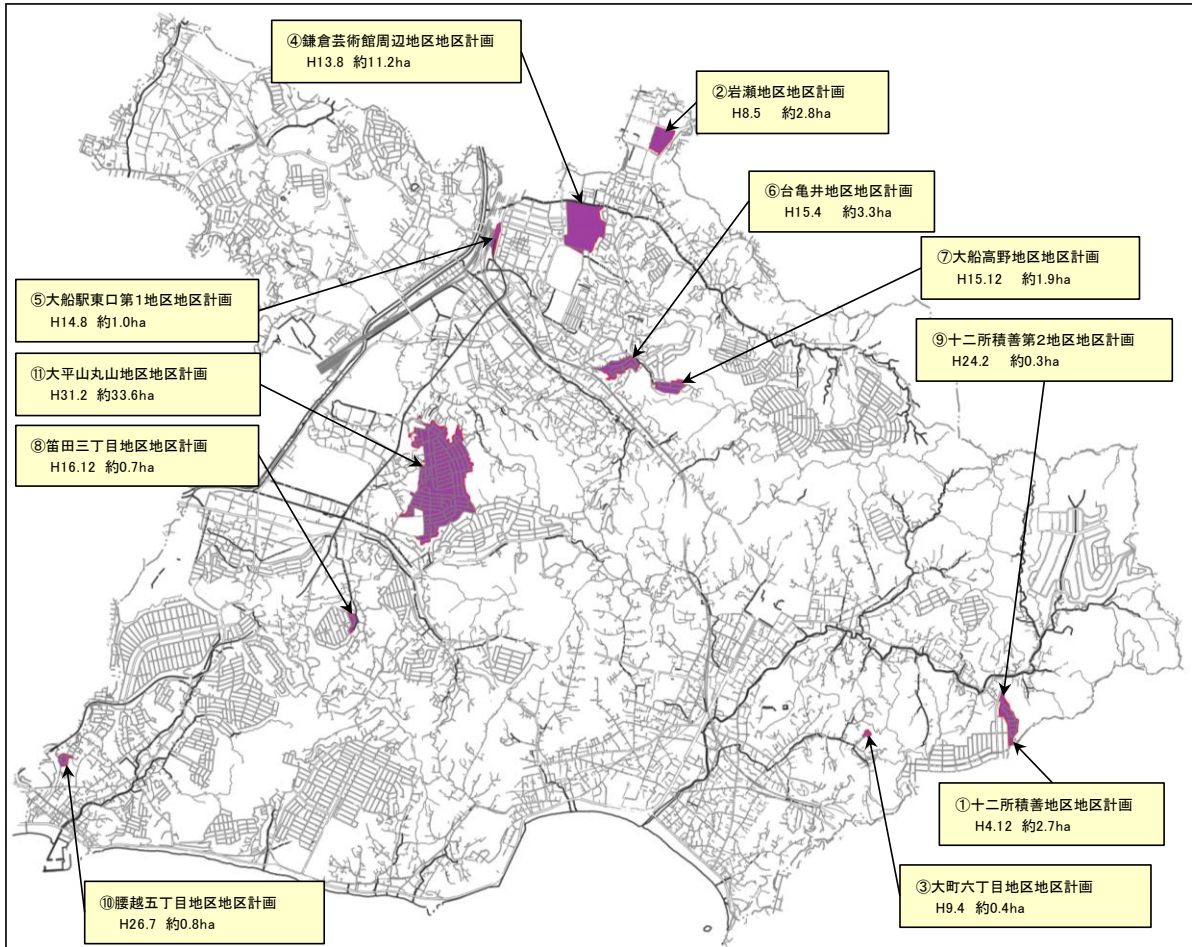 ④鎌倉芸術館周辺地区地区計画
H13.8 約11.2ha
②岩瀬地区地区計画
H8.5 約2.8ha
⑥台亀井地区地区計画
H15.4 約3.3ha
⑦大船高野地区地区計画
H15.12 約1.9ha
⑤大船駅東口第1地区地区計画
H14.8 約1.0ha
⑨十二所積善第2地区地区計画
H24.2 約0.3ha
⑪大平山丸山地区地区計画
H31.2 約33.6ha
⑧笛田三丁目地区地区計画
H16.12 約0.7ha
①十二所積善地区地区計画
H4.12 約2.7ha
③大町六丁目地区地区計画
H9.4 約0.4ha
⑩腰越五丁目地区地区計画
H26.7 約0.8ha